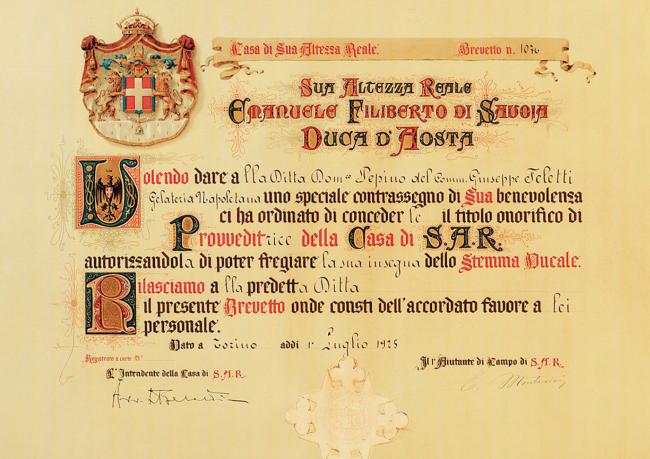 Casa di Sua Altezza Reale.
Brevetto n. 1036
Sua Altezza Reale
Emanuele Filiberto di Savoia
Duca d'Aosta
Volendo dare alla Ditta Dom.co Pepino del Comm. Giuseppe Feletti
Gelateria Napoletana uno speciale contrassegno di Sua benevolenza
ci ha ordinato di concederle il titolo onorifico di
Provveditrice della Casa di S.A.R.
autorizzandola di poter fregiare la sua insegna dello Stemma Ducale.
Rilasciamo alla predetta Ditta
il presente Brevetto onde consti dell'accordato favore a lei
personale.
Dato a Torino addì 1° Luglio 1925
Registrato a carte N°
L'Intendente della Casa di S.A.R.
Il 1° Aiutante di Campo di S.A.R.